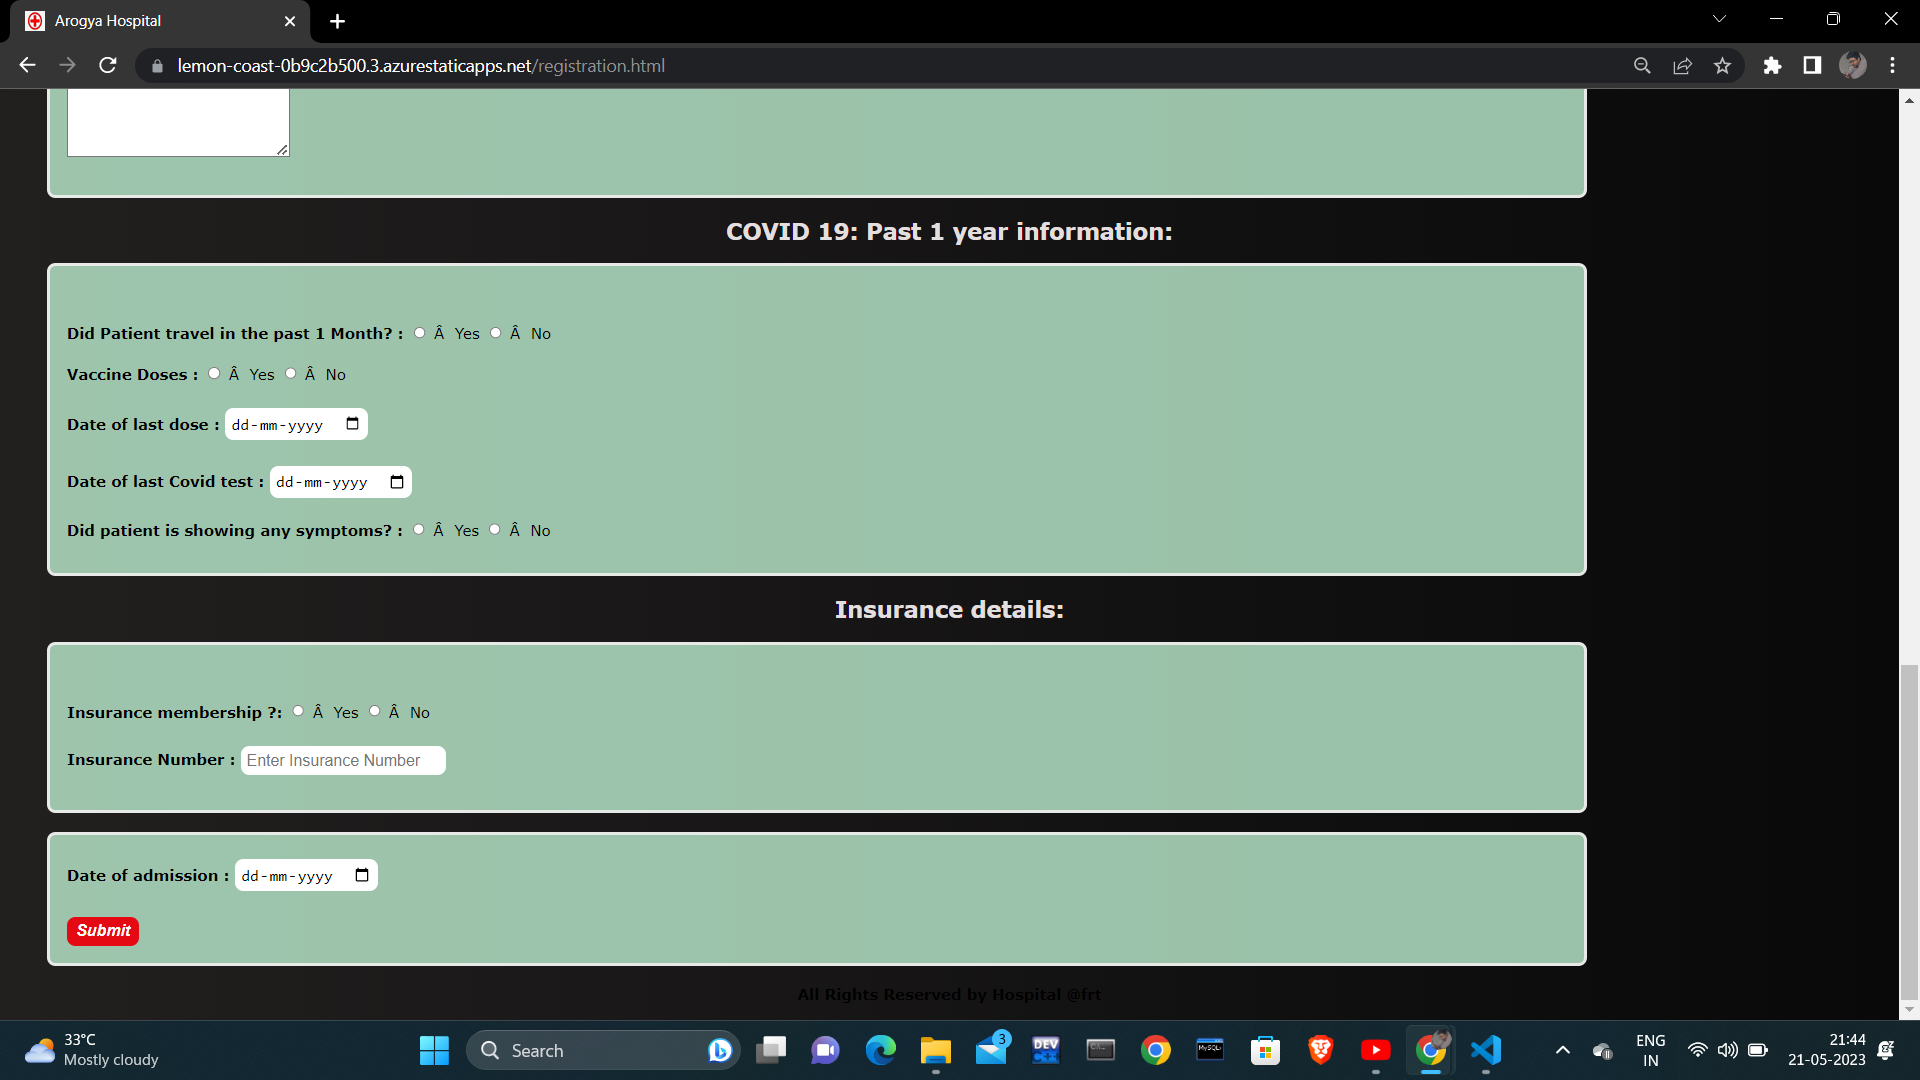 Arogya Hospital
lemon-coast-0b9c2b500.3.azurestaticapps.net/registration.html
COVID 19: Past 1 year information:
Did Patient travel in the past 1 Month? : Â Yes Â No
Vaccine Doses : Â Yes Â No
Date of last dose : dd-mm-yyyy
Date of last Covid test : dd-mm-yyyy
Did patient is showing any symptoms? : Â Yes Â No
Insurance details:
Insurance membership ?: Â Yes Â No
Insurance Number : Enter Insurance Number
Date of admission : dd-mm-yyyy
Submit
All Rights Reserved by Hospital @frt
33°C
Mostly cloudy
Search
3
DEV
C++
MySQL
ENG
IN
21:44
21-05-2023